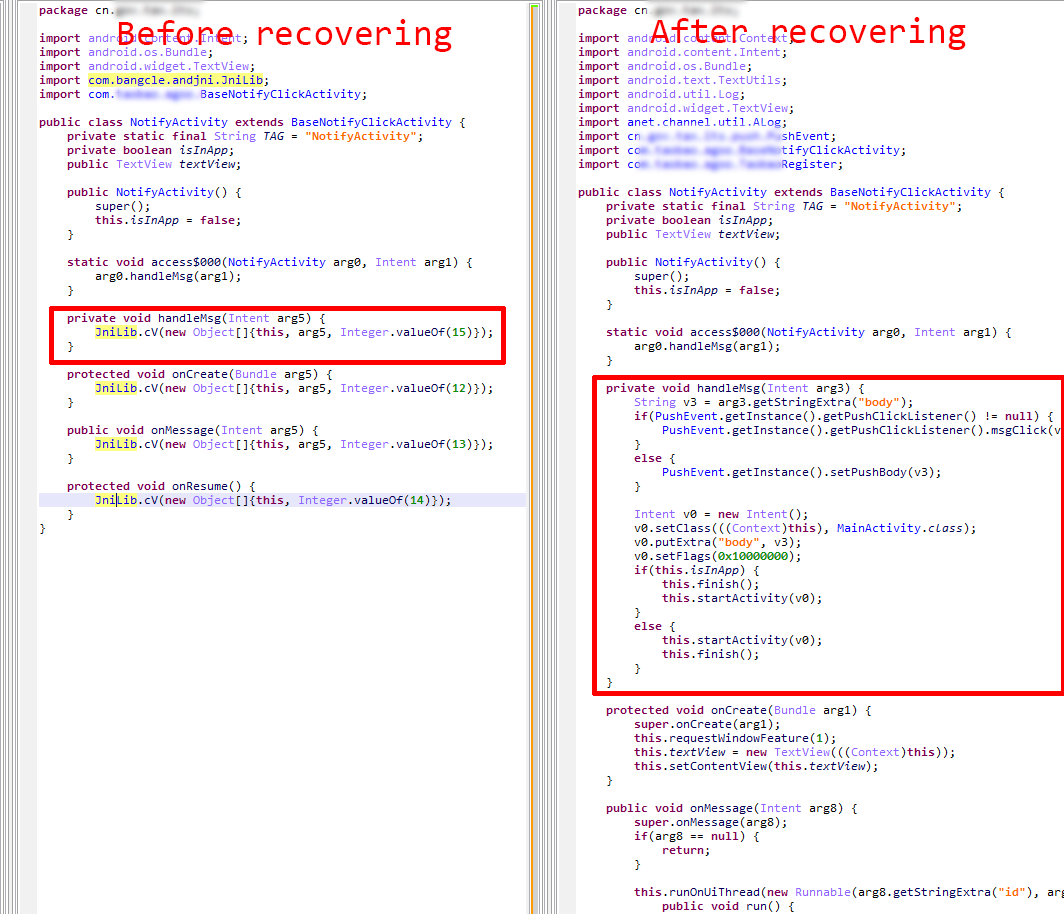 Before recovering
package cn.
import android.content.Intent;
import android.os.Bundle;
import android.widget.TextView;
import com.bangcle.andjni.JniLib;
import com. BaseNotifyClickActivity;
public class NotifyActivity extends BaseNotifyClickActivity {
private static final String TAG = "NotifyActivity";
private boolean isInApp;
public TextView textView;
public NotifyActivity() {
super();
this.isInApp = false;
}
static void access$000(NotifyActivity arg0, Intent arg1) {
arg0.handleMsg(arg1);
}
private void handleMsg(Intent arg5) {
JniLib.cV(new Object[]{this, arg5, Integer.valueOf(15)});
}
protected void onCreate(Bundle arg5) {
JniLib.cV(new Object[]{this, arg5, Integer.valueOf(12)});
}
public void onMessage(Intent arg5) {
JniLib.cV(new Object[]{this, arg5, Integer.valueOf(13)});
}
protected void onResume() {
JniLib.cV(new Object[]{this, Integer.valueOf(14)});
}
}
After recovering
package cn.
import android.content.Context;
import android.content.Intent;
import android.os.Bundle;
import android.text.TextUtils;
import android.util.Log;
import android.widget.TextView;
import anet.channel.util.ALog;
import cn.gov.tax.its.push.PushEvent;
import com. BaseNotifyClickActivity;
import com. Register;
public class NotifyActivity extends BaseNotifyClickActivity {
private static final String TAG = "NotifyActivity";
private boolean isInApp;
public TextView textView;
public NotifyActivity() {
super();
this.isInApp = false;
}
static void access$000(NotifyActivity arg0, Intent arg1) {
arg0.handleMsg(arg1);
}
private void handleMsg(Intent arg3) {
String v3 = arg3.getStringExtra("body");
if(PushEvent.getInstance().getPushClickListener() != null) {
PushEvent.getInstance().getPushClickListener().msgClick(v
}
else {
PushEvent.getInstance().setPushBody(v3);
}
Intent v0 = new Intent();
v0.setClass(((Context)this), MainActivity.class);
v0.putExtra("body", v3);
v0.setFlags(0x10000000);
if(this.isInApp) {
this.finish();
this.startActivity(v0);
}
else {
this.startActivity(v0);
this.finish();
}
}
protected void onCreate(Bundle arg1) {
super.onCreate(arg1);
this.requestWindowFeature(1);
this.textView = new TextView(((Context)this));
this.setContentView(this.textView);
}
public void onMessage(Intent arg8) {
super.onMessage(arg8);
if(arg8 == null) {
return;
}
this.runOnUiThread(new Runnable(arg8.getStringExtra("id"), ar
public void run() {